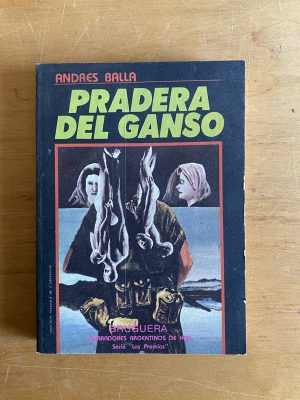 ANDRES BALLA
PRADERA
DEL GANSO
BRUGUERA
NARRADORES ARGENTINOS DE HOY
Serie "Los Premios"